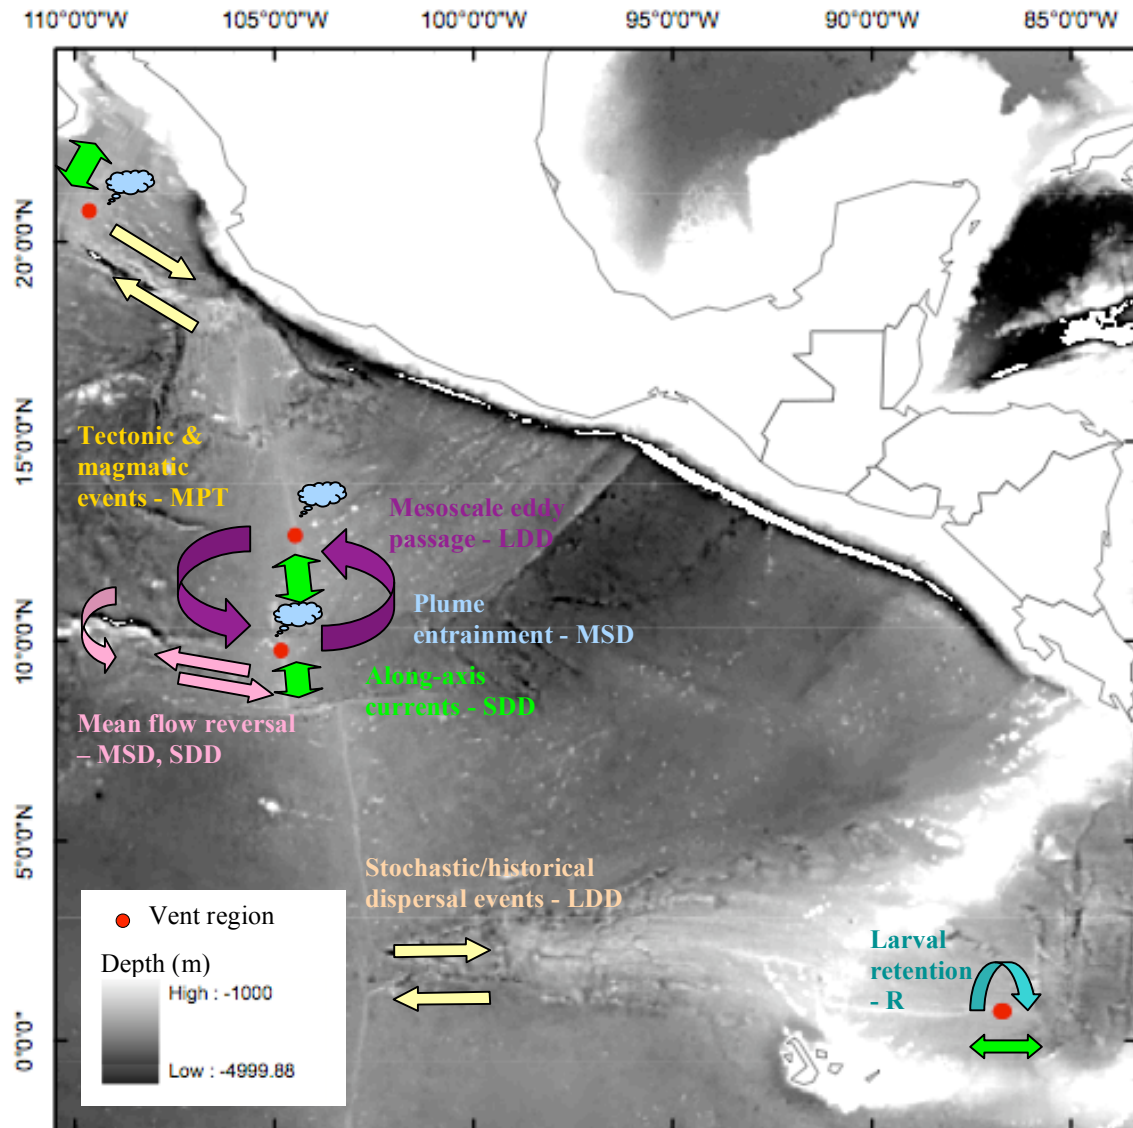 110°0'0"W 105°0'0"W 100°0'0"W 95°0'0"W 90°0'0"W 85°0'0"W
20°0'0"N
15°0'0"N
10°0'0"N
5°0'0"N
0°0'0"
Tectonic &
magmatic
events - MPT
Mesoscale eddy
passage - LDD
Plume
entrainment - MSD
Along-axis
currents - SDD
Mean flow reversal
– MSD, SDD
Stochastic/historical
dispersal events - LDD
Larval
retention
- R
Vent region
Depth (m)
High : -1000
Low : -4999.88